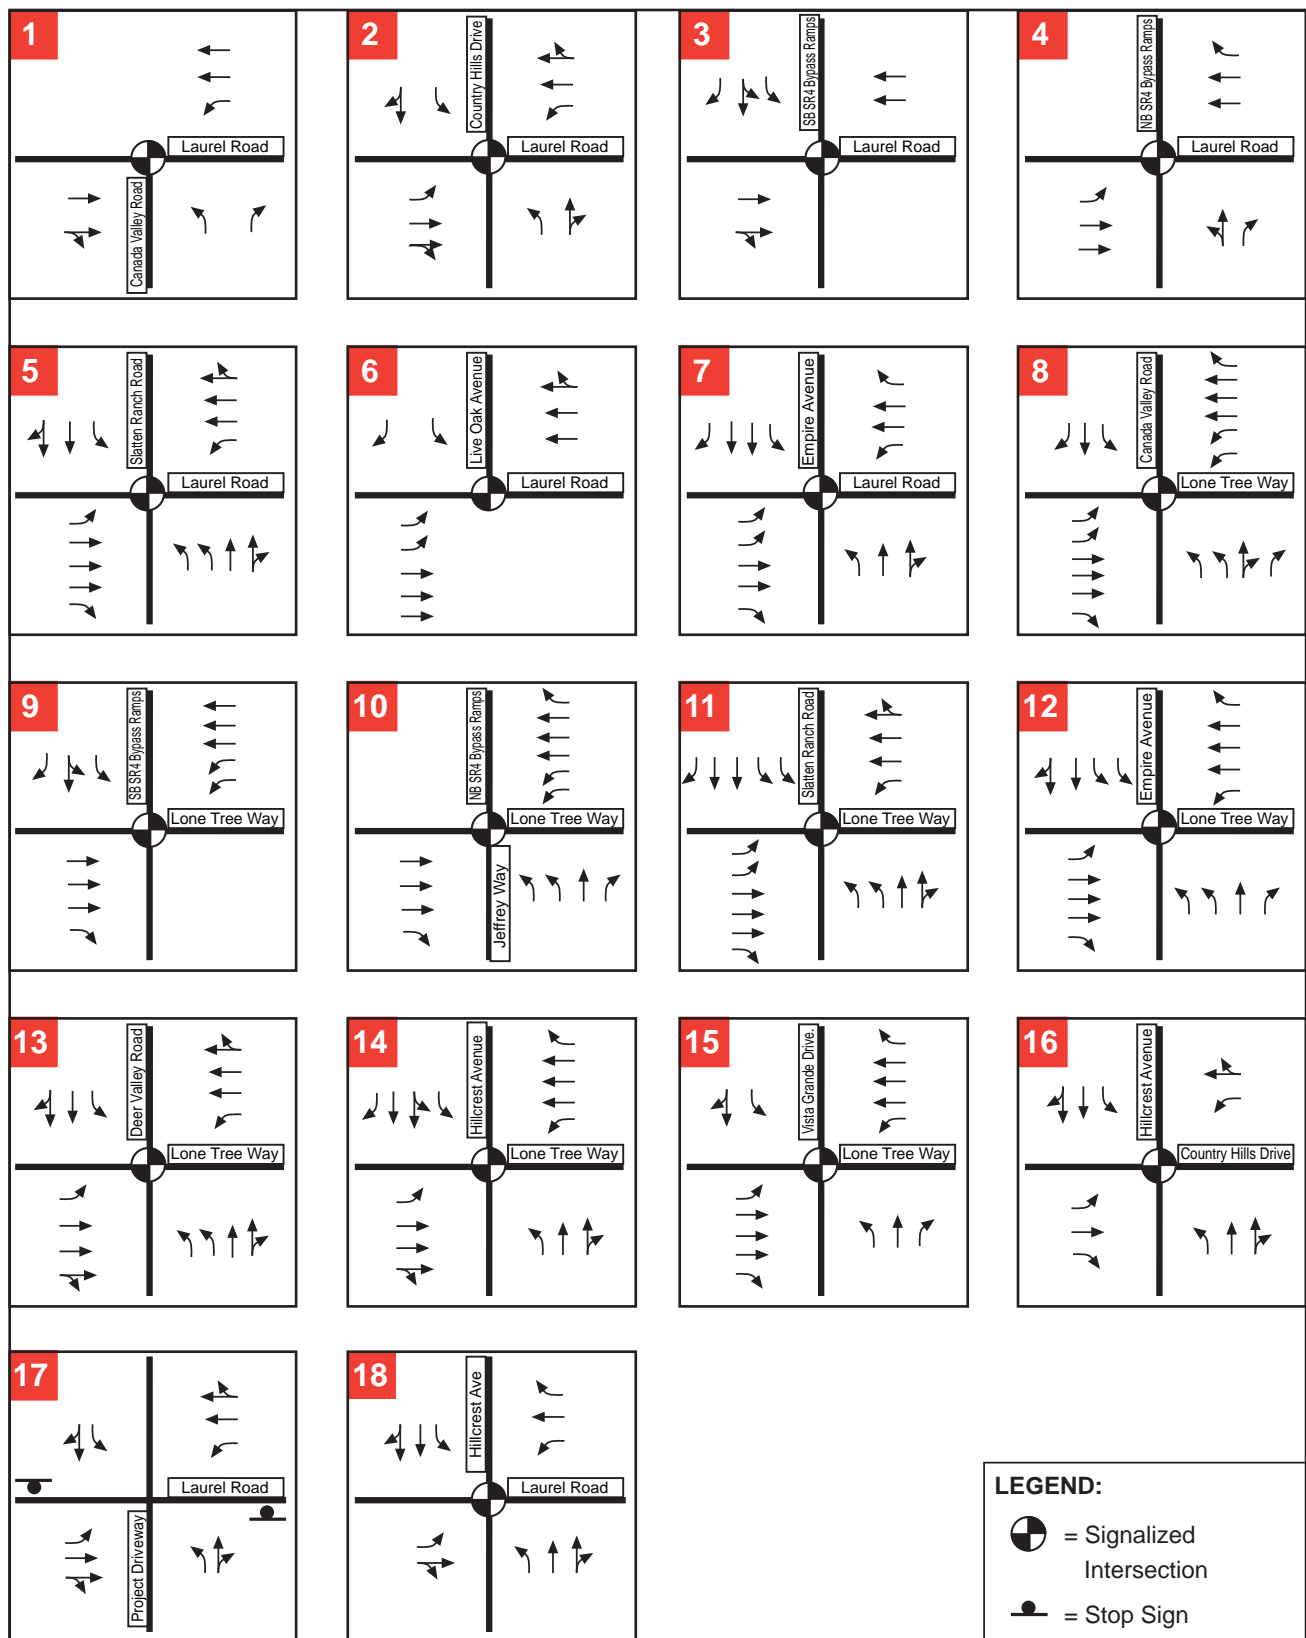 1
Laurel Road
Canada Valley Road
2
Country Hills Drive
Laurel Road
3
SB SR4 Bypass Ramps
Laurel Road
4
NB SR4 Bypass Ramps
Laurel Road
5
Slatten Ranch Road
Laurel Road
6
Live Oak Avenue
Laurel Road
7
Empire Avenue
Laurel Road
8
Canada Valley Road
Lone Tree Way
9
SB SR4 Bypass Ramps
Lone Tree Way
10
NB SR4 Bypass Ramps
Lone Tree Way
Jeffrey Way
11
Slatten Ranch Road
Lone Tree Way
12
Empire Avenue
Lone Tree Way
13
Deer Valley Road
Lone Tree Way
14
Hillcrest Avenue
Lone Tree Way
15
Vista Grande Drive.
Lone Tree Way
16
Hillcrest Avenue
Country Hills Drive
17
Laurel Road
Project Driveway
18
Hillcrest Ave
Laurel Road
LEGEND:
= Signalized
Intersection
= Stop Sign